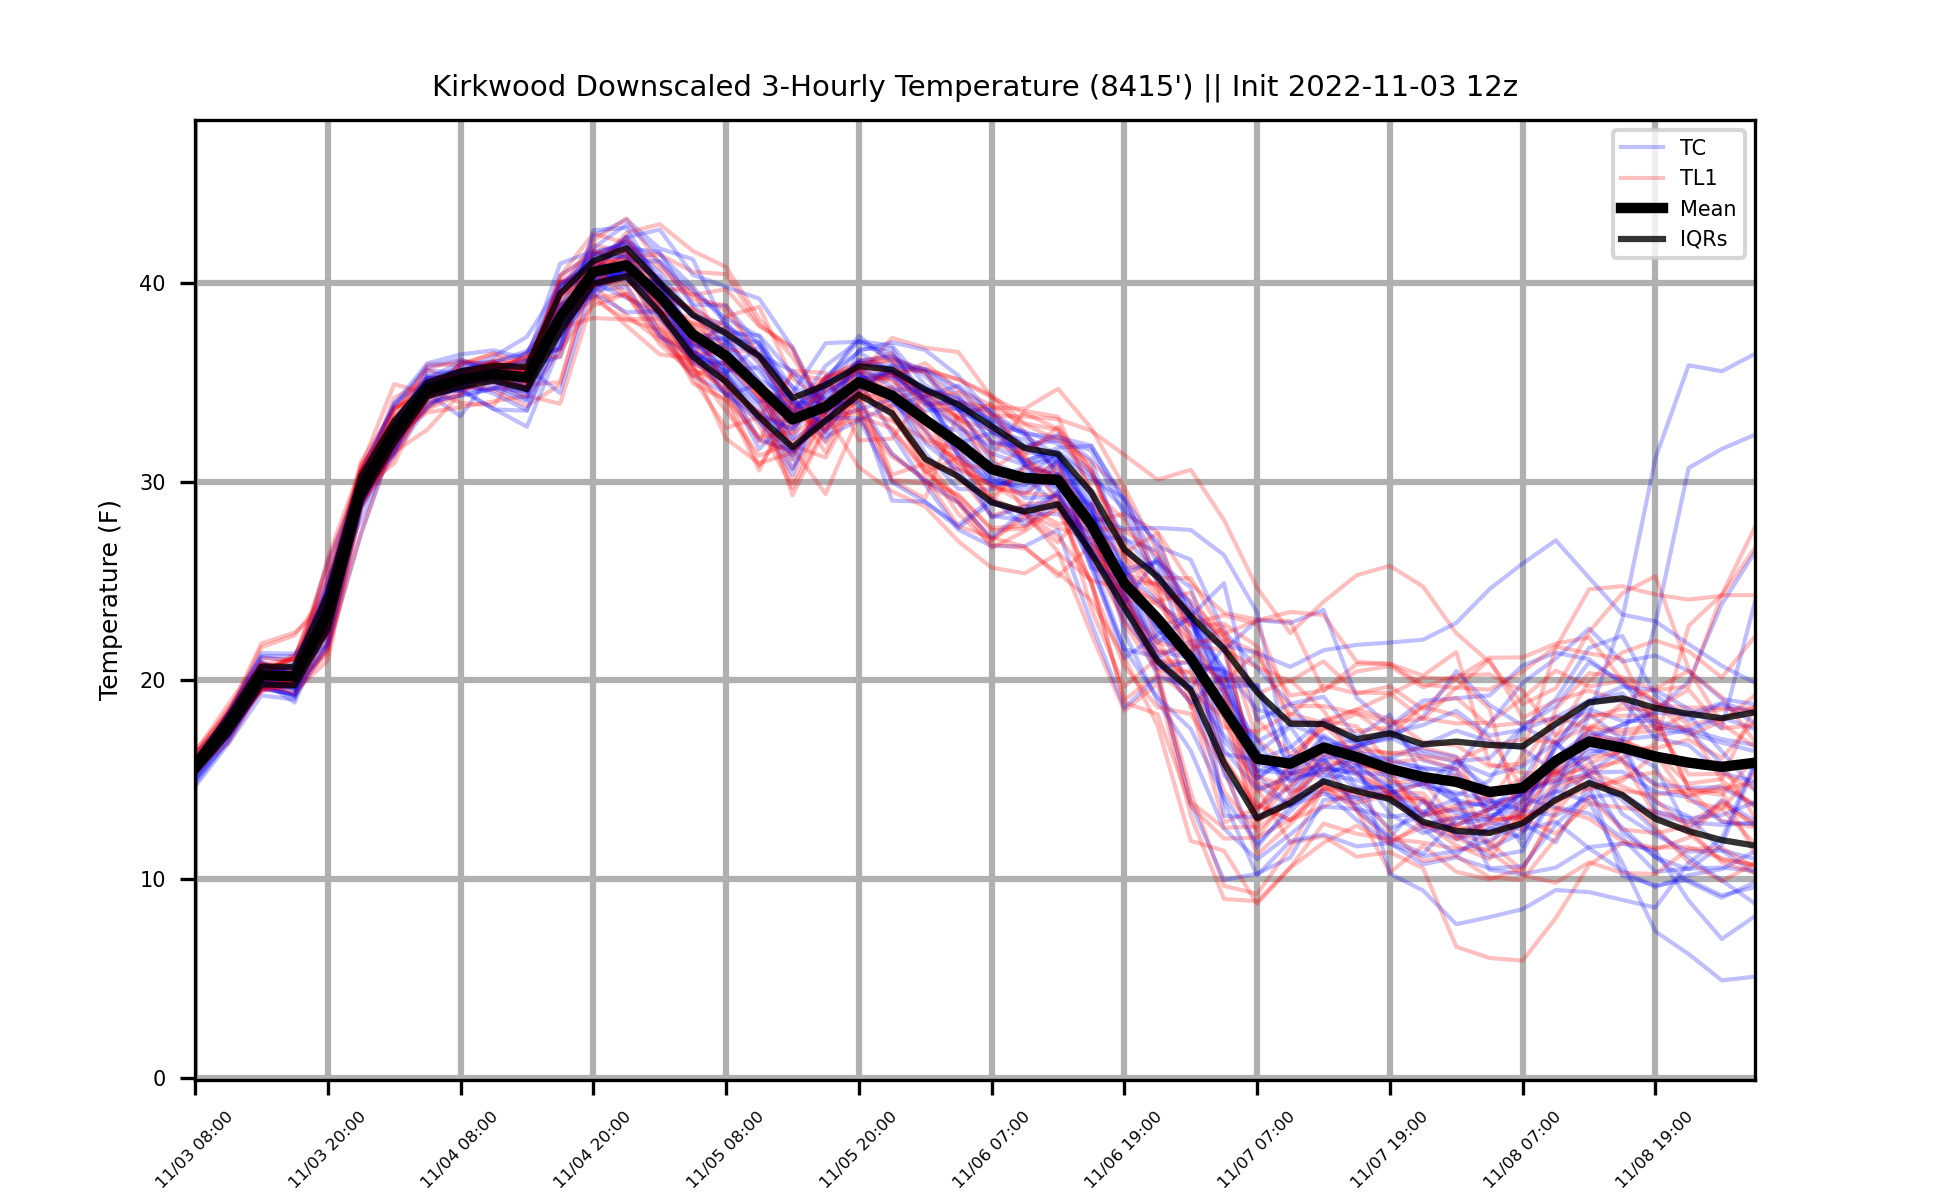 Kirkwood Downscaled 3-Hourly Temperature (8415') || Init 2022-11-03 12z
TC
TL1
Mean
IQRs
Temperature (F)
40
30
20
10
0
11/03 08:00
11/03 20:00
11/04 08:00
11/04 20:00
11/05 08:00
11/05 20:00
11/06 07:00
11/06 19:00
11/07 07:00
11/07 19:00
11/08 07:00
11/08 19:00